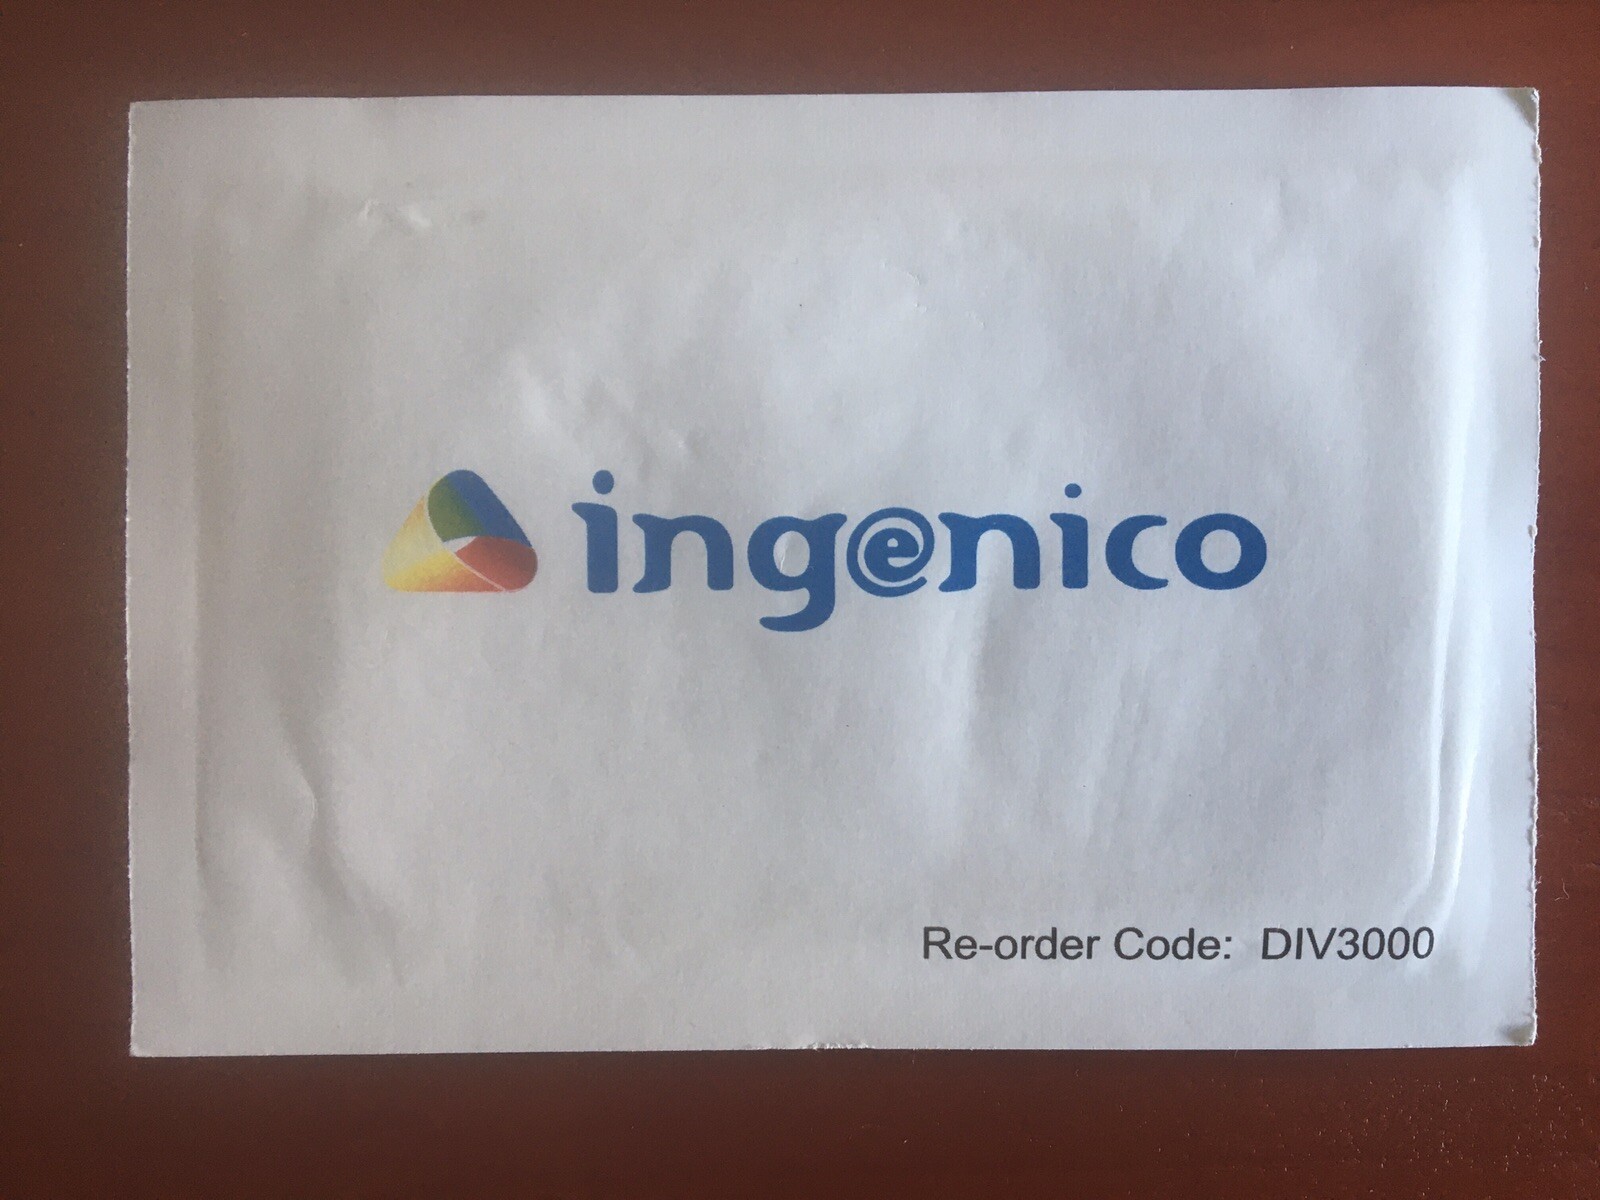 ingenico
Re-order Code: DIV3000